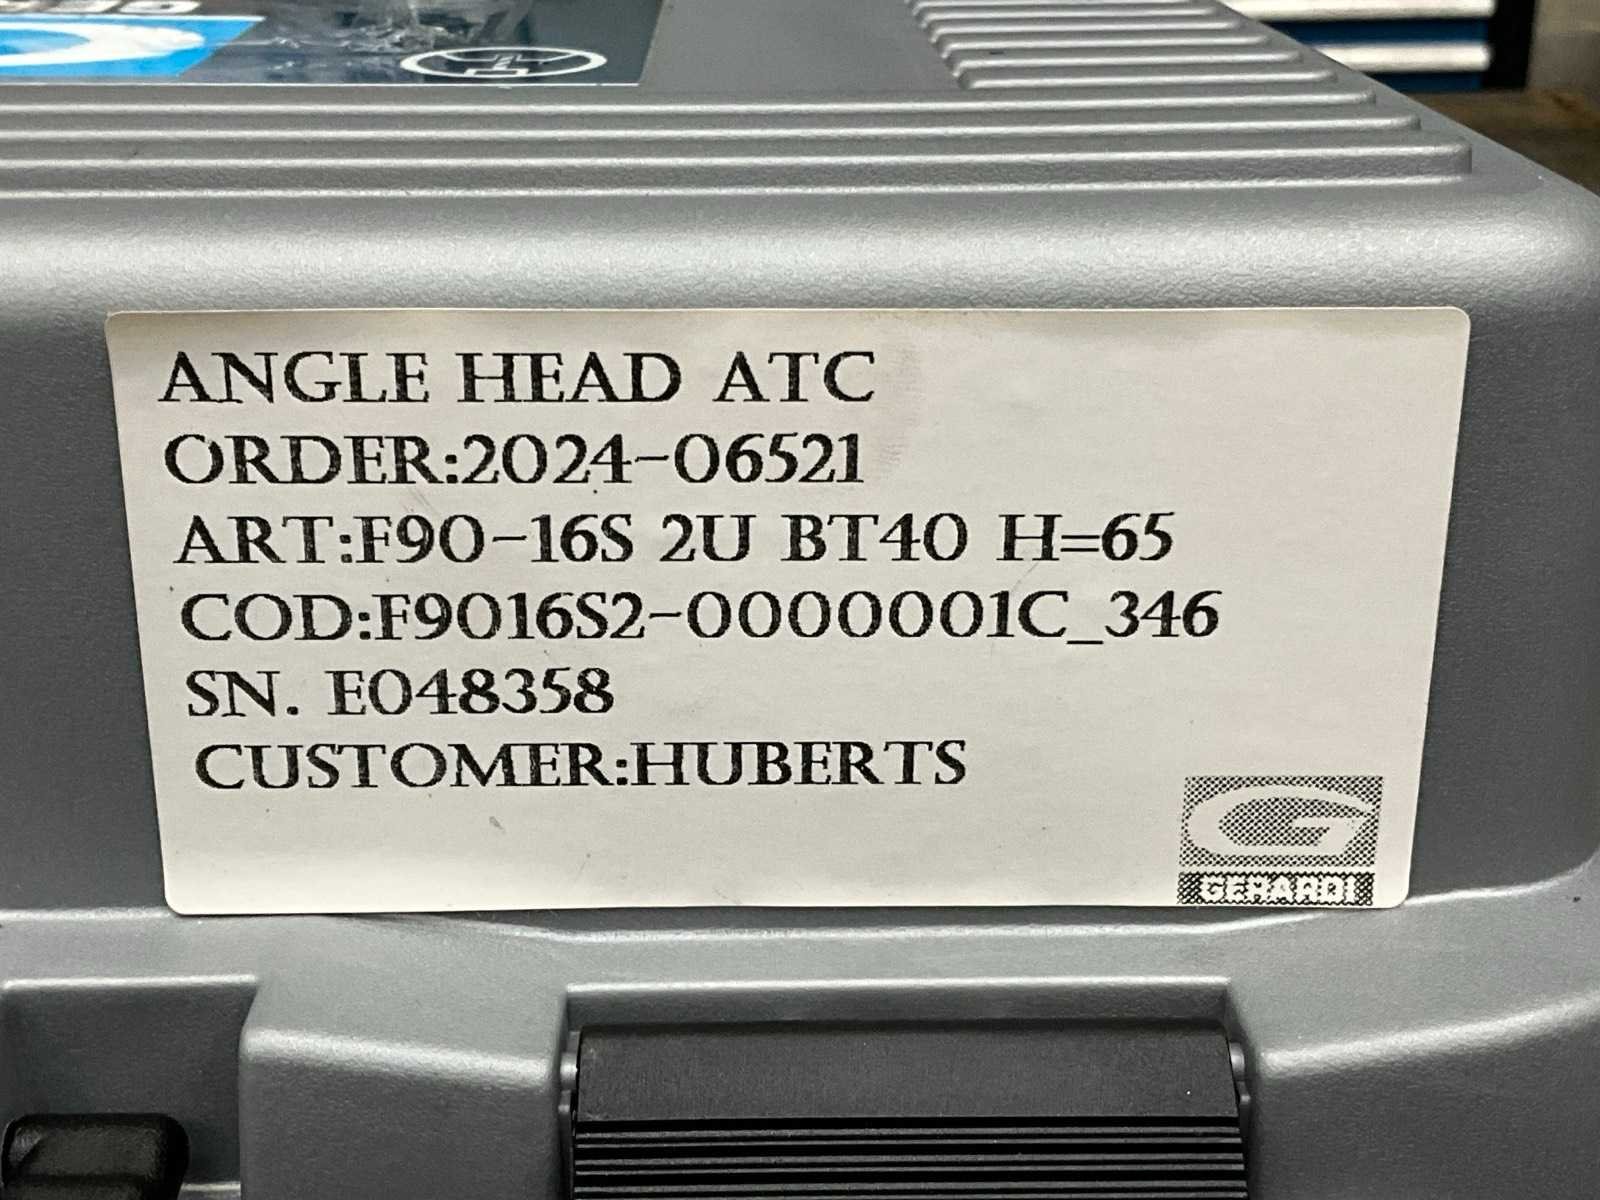 ANGLE HEAD ATC
ORDER:2024-06521
ART:F90-16S 2U BT40 H=65
COD:F9016S2-0000001C_346
SN. E048358
CUSTOMER:HUBERTS
GERARDI